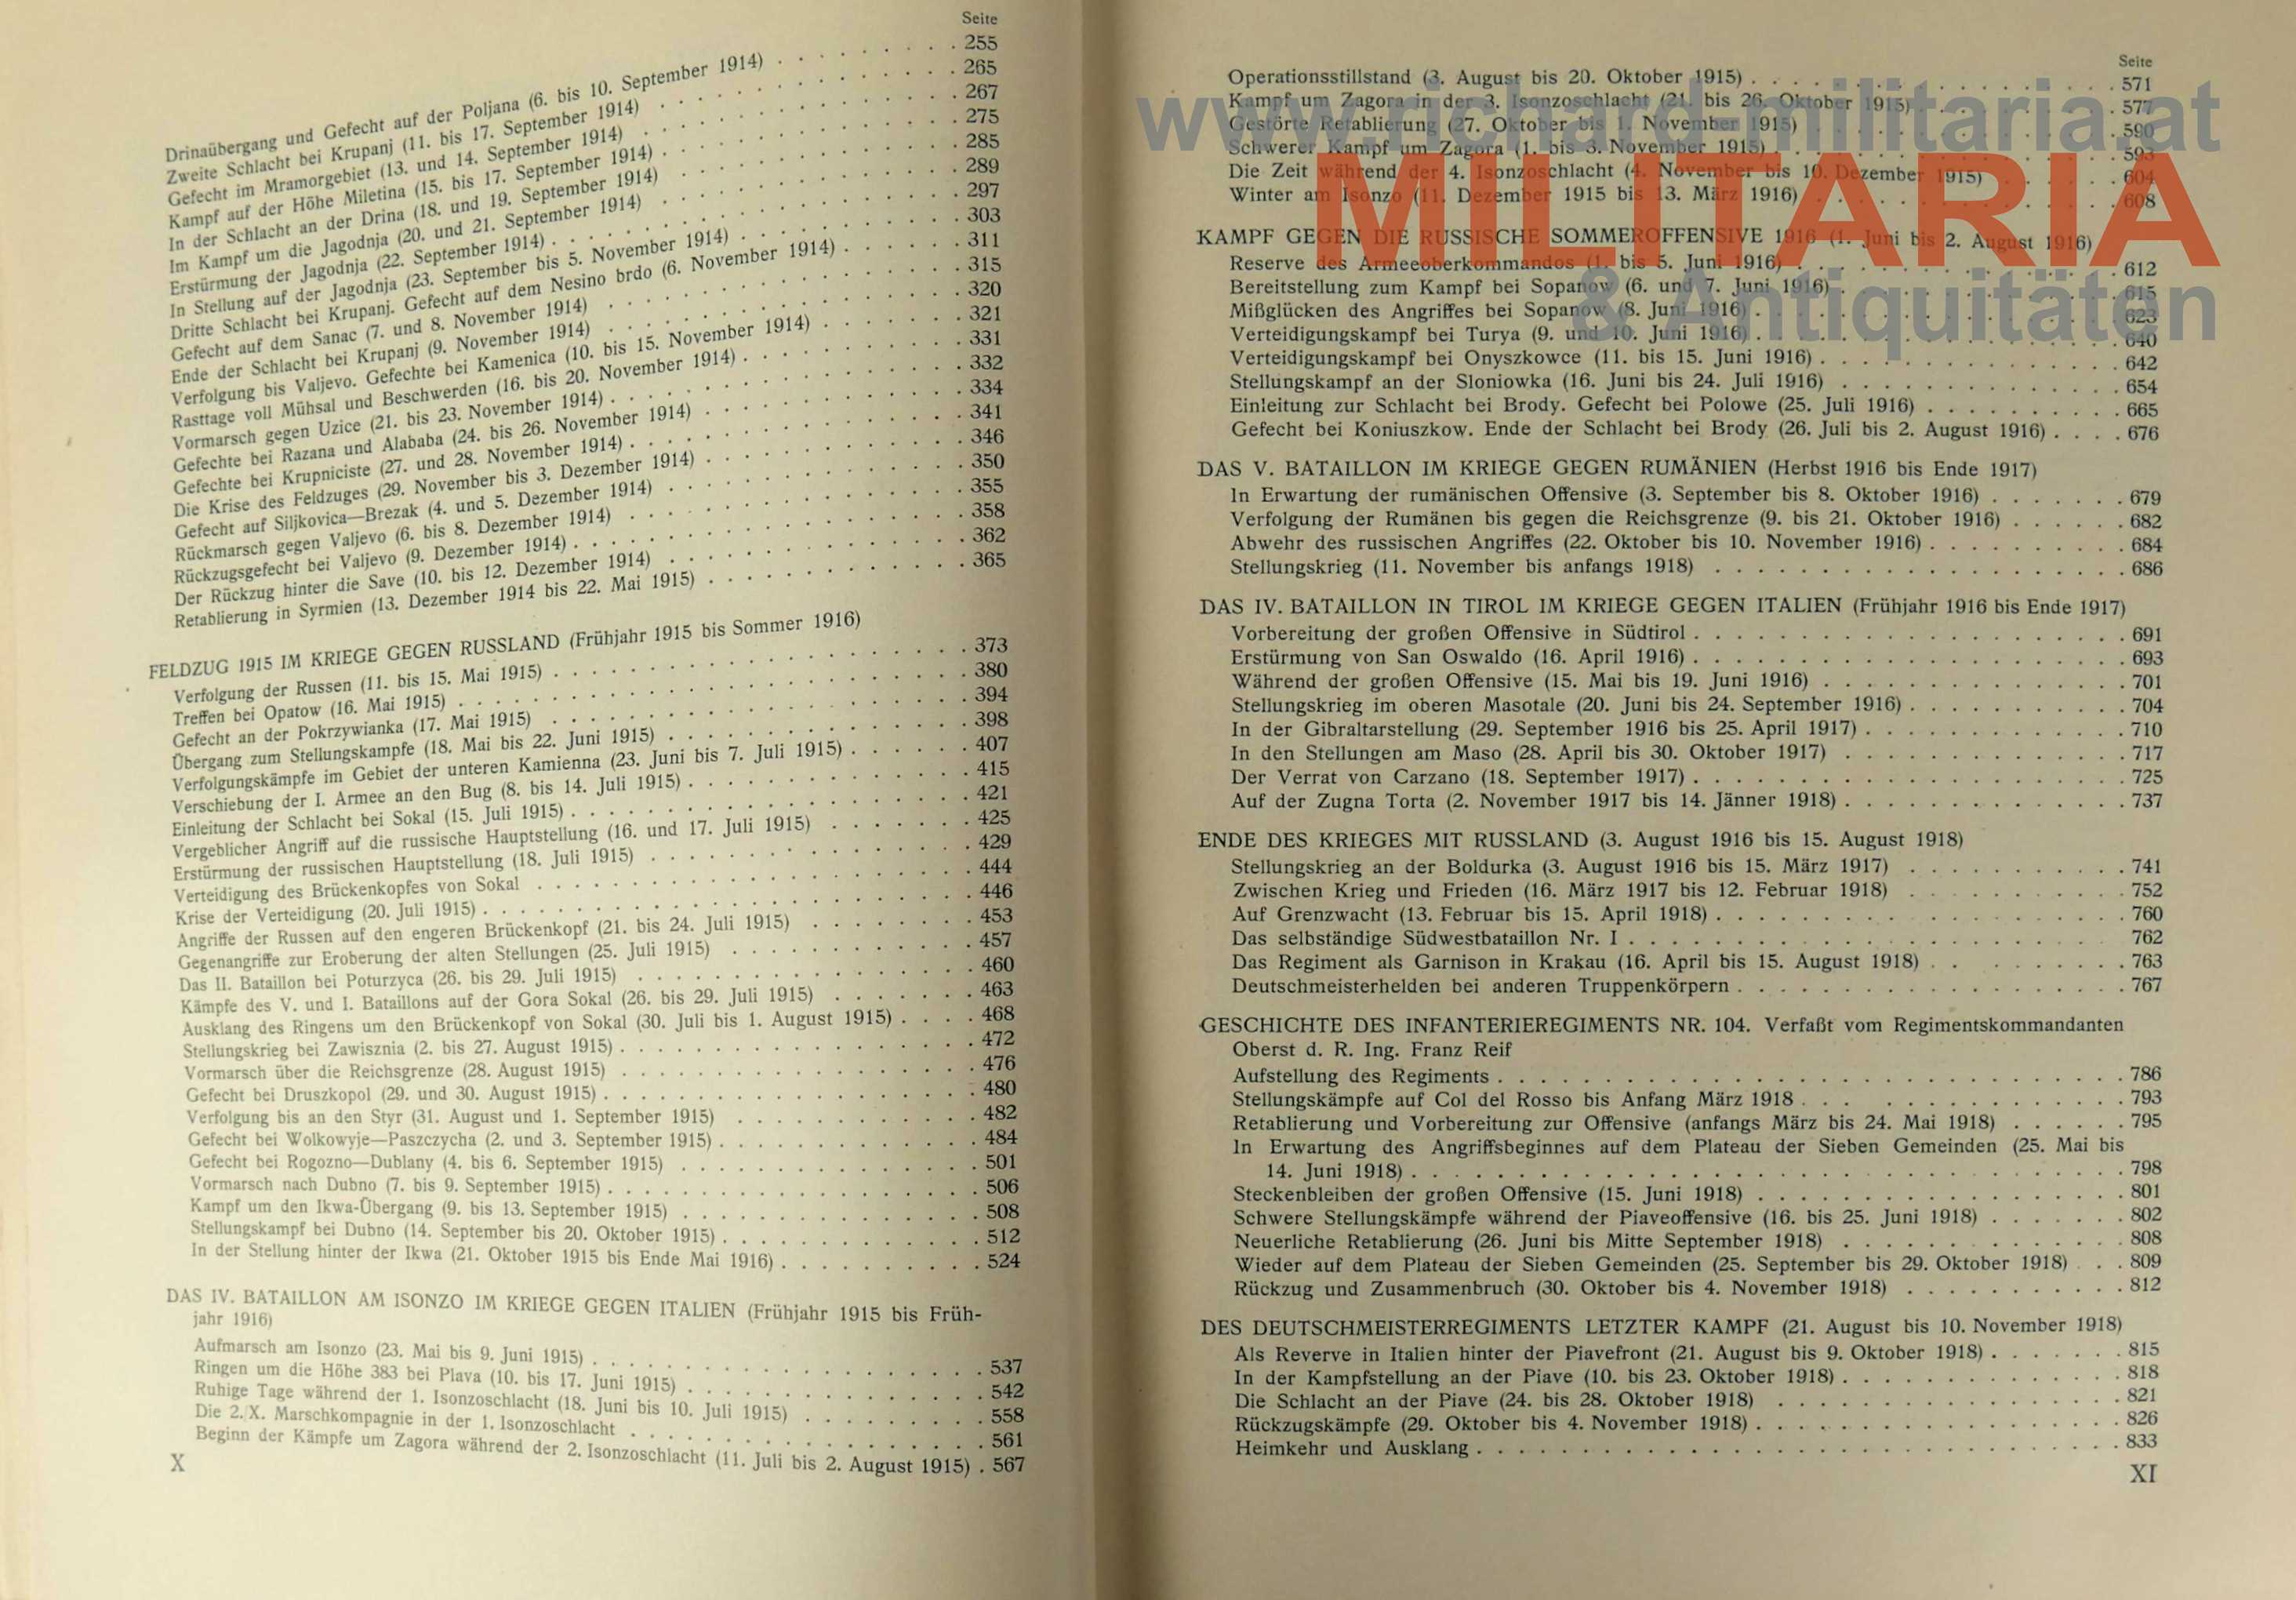 Seite
Drinaübergang und Gefecht auf der Poljana (6. bis 10. September 1914) . . . 255
Zweite Schlacht bei Krupanj (11. bis 17. September 1914) . . . 265
Gefecht im Mramorgebiet (13. und 14. September 1914) . . . 267
Kampf auf der Höhe Miletina (15. bis 17. September 1914) . . . 275
In der Schlacht an der Drina (18. und 19. September 1914) . . . 285
Im Kampf um die Jagodnja (20. und 21. September 1914) . . . 289
Erstürmung der Jagodnja (22. September 1914) . . . 297
In Stellung auf der Jagodnja (23. September bis 5. November 1914) . . . 303
Dritte Schlacht bei Krupanj. Gefecht auf dem Nesino brdo (6. November 1914) . . . 311
Gefecht auf dem Sanac (7. und 8. November 1914) . . . 315
Ende der Schlacht bei Krupanj (9. November 1914) . . . 320
Verfolgung bis Valjevo. Gefechte bei Kamenica (10. bis 15. November 1914) . . . 321
Rasttage voll Mühsal und Beschwerden (16. bis 20. November 1914) . . . 331
Vormarsch gegen Uzice (21. bis 23. November 1914) . . . 332
Gefechte bei Razana und Alababa (24. bis 26. November 1914) . . . 334
Gefechte bei Krupniciste (27. und 28. November 1914) . . . 341
Die Krise des Feldzuges (29. November bis 3. Dezember 1914) . . . 346
Gefecht auf Siljkovica—Brezak (4. und 5. Dezember 1914) . . . 350
Rückmarsch gegen Valjevo (6. bis 8. Dezember 1914) . . . 355
Rückzugsgefecht bei Valjevo (9. Dezember 1914) . . . 358
Der Rückzug hinter die Save (10. bis 12. Dezember 1914) . . . 362
Retablierung in Syrmien (13. Dezember 1914 bis 22. Mai 1915) . . . 365
FELDZUG 1915 IM KRIEGE GEGEN RUSSLAND (Frühjahr 1915 bis Sommer 1916)
Verfolgung der Russen (11. bis 15. Mai 1915) . . . 373
Treffen bei Opatow (16. Mai 1915) . . . 380
Gefecht an der Pokrzywianka (17. Mai 1915) . . . 394
Übergang zum Stellungskampfe (18. Mai bis 22. Juni 1915) . . . 398
Verfolgungskämpfe im Gebiet der unteren Kamienna (23. Juni bis 7. Juli 1915) . . . 407
Verschiebung der I. Armee an den Bug (8. bis 14. Juli 1915) . . . 415
Einleitung der Schlacht bei Sokal (15. Juli 1915) . . . 421
Vergeblicher Angriff auf die russische Hauptstellung (16. und 17. Juli 1915) . . . 425
Erstürmung der russischen Hauptstellung (18. Juli 1915) . . . 429
Verteidigung des Brückenkopfes von Sokal . . . 444
Krise der Verteidigung (20. Juli 1915) . . . 446
Angriffe der Russen auf den engeren Brückenkopf (21. bis 24. Juli 1915) . . . 453
Gegenangriffe zur Eroberung der alten Stellungen (25. Juli 1915) . . . 457
Das II. Bataillon bei Poturzyca (26. bis 29. Juli 1915) . . . 460
Kämpfe des V. und I. Bataillons auf der Gora Sokal (26. bis 29. Juli 1915) . . . 463
Ausklang des Ringens um den Brückenkopf von Sokal (30. Juli bis 1. August 1915) . . . 468
Stellungskrieg bei Zawisznia (2. bis 27. August 1915) . . . 472
Vormarsch über die Reichsgrenze (28. August 1915) . . . 476
Gefecht bei Druszkopol (29. und 30. August 1915) . . . 480
Verfolgung bis an den Styr (31. August und 1. September 1915) . . . 482
Gefecht bei Wolkowyje—Paszczycha (2. und 3. September 1915) . . . 484
Gefecht bei Rogozno—Dublany (4. bis 6. September 1915) . . . 501
Vormarsch nach Dubno (7. bis 9. September 1915) . . . 506
Kampf um den Ikwa-Übergang (9. bis 13. September 1915) . . . 508
Stellungskampf bei Dubno (14. September bis 20. Oktober 1915) . . . 512
In der Stellung hinter der Ikwa (21. Oktober 1915 bis Ende Mai 1916) . . . 524
DAS IV. BATAILLON AM ISONZO IM KRIEGE GEGEN ITALIEN (Frühjahr 1915 bis Früh-
jahr 1916)
Aufmarsch am Isonzo (23. Mai bis 9. Juni 1915) . . . 537
Ringen um die Höhe 383 bei Plava (10. bis 17. Juni 1915) . . . 542
Ruhige Tage während der 1. Isonzoschlacht (18. Juni bis 10. Juli 1915) . . . 558
Die 2./X. Marschkompagnie in der 1. Isonzoschlacht . . . 561
Beginn der Kämpfe um Zagora während der 2. Isonzoschlacht (11. Juli bis 2. August 1915) . 567
X
Seite
Operationsstillstand (3. August bis 20. Oktober 1915) . . . 571
Kampf um Zagora in der 3. Isonzoschlacht (21. bis 26. Oktober 1915) . . . 577
Gestörte Retablierung (27. Oktober bis 1. November 1915) . . . 590
Schwerer Kampf um Zagora (1. bis 3. November 1915) . . . 593
Die Zeit während der 4. Isonzoschlacht (4. November bis 10. Dezember 1915) . . . 604
Winter am Isonzo (11. Dezember 1915 bis 13. März 1916) . . . 608
KAMPF GEGEN DIE RUSSISCHE SOMMEROFFENSIVE 1916 (1. Juni bis 2. August 1916)
Reserve des Armeeoberkommandos (1. bis 5. Juni 1916) . . . 612
Bereitstellung zum Kampf bei Sopanow (6. und 7. Juni 1916) . . . 615
Mißglücken des Angriffes bei Sopanow (8. Juni 1916) . . . 623
Verteidigungskampf bei Turya (9. und 10. Juni 1916) . . . 640
Verteidigungskampf bei Onyszkowce (11. bis 15. Juni 1916) . . . 642
Stellungskampf an der Sloniowka (16. Juni bis 24. Juli 1916) . . . 654
Einleitung zur Schlacht bei Brody. Gefecht bei Polowe (25. Juli 1916) . . . 665
Gefecht bei Koniuszkow. Ende der Schlacht bei Brody (26. Juli bis 2. August 1916) . . . 676
DAS V. BATAILLON IM KRIEGE GEGEN RUMÄNIEN (Herbst 1916 bis Ende 1917)
In Erwartung der rumänischen Offensive (3. September bis 8. Oktober 1916) . . . 679
Verfolgung der Rumänen bis gegen die Reichsgrenze (9. bis 21. Oktober 1916) . . . 682
Abwehr des russischen Angriffes (22. Oktober bis 10. November 1916) . . . 684
Stellungskrieg (11. November bis anfangs 1918) . . . 686
DAS IV. BATAILLON IN TIROL IM KRIEGE GEGEN ITALIEN (Frühjahr 1916 bis Ende 1917)
Vorbereitung der großen Offensive in Südtirol . . . 691
Erstürmung von San Oswaldo (16. April 1916) . . . 693
Während der großen Offensive (15. Mai bis 19. Juni 1916) . . . 701
Stellungskrieg im oberen Masotale (20. Juni bis 24. September 1916) . . . 704
In der Gibraltarstellung (29. September 1916 bis 25. April 1917) . . . 710
In den Stellungen am Maso (28. April bis 30. Oktober 1917) . . . 717
Der Verrat von Carzano (18. September 1917) . . . 725
Auf der Zugna Torta (2. November 1917 bis 14. Jänner 1918) . . . 737
ENDE DES KRIEGES MIT RUSSLAND (3. August 1916 bis 15. August 1918)
Stellungskrieg an der Boldurka (3. August 1916 bis 15. März 1917) . . . 741
Zwischen Krieg und Frieden (16. März 1917 bis 12. Februar 1918) . . . 752
Auf Grenzwacht (13. Februar bis 15. April 1918) . . . 760
Das selbständige Südwestbataillon Nr. I . . . 762
Das Regiment als Garnison in Krakau (16. April bis 15. August 1918) . . . 763
Deutschmeisterhelden bei anderen Truppenkörpern . . . 767
GESCHICHTE DES INFANTERIEREGIMENTS NR. 104. Verfaßt vom Regimentskommandanten
Oberst d. R. Ing. Franz Reif
Aufstellung des Regiments . . . 786
Stellungskämpfe auf Col del Rosso bis Anfang März 1918 . . . 793
Retablierung und Vorbereitung zur Offensive (anfangs März bis 24. Mai 1918) . . . 795
In Erwartung des Angriffsbeginnes auf dem Plateau der Sieben Gemeinden (25. Mai bis
14. Juni 1918) . . . 798
Steckenbleiben der großen Offensive (15. Juni 1918) . . . 801
Schwere Stellungskämpfe während der Piaveoffensive (16. bis 25. Juni 1918) . . . 802
Neuerliche Retablierung (26. Juni bis Mitte September 1918) . . . 808
Wieder auf dem Plateau der Sieben Gemeinden (25. September bis 29. Oktober 1918) . . . 809
Rückzug und Zusammenbruch (30. Oktober bis 4. November 1918) . . . 812
DES DEUTSCHMEISTERREGIMENTS LETZTER KAMPF (21. August bis 10. November 1918)
Als Reverve in Italien hinter der Piavefront (21. August bis 9. Oktober 1918) . . . 815
In der Kampfstellung an der Piave (10. bis 23. Oktober 1918) . . . 818
Die Schlacht an der Piave (24. bis 28. Oktober 1918) . . . 821
Rückzugskämpfe (29. Oktober bis 4. November 1918) . . . 826
Heimkehr und Ausklang . . . 833
XI
www.richard-militaria.at
MILITARIA
& Antiquitäten